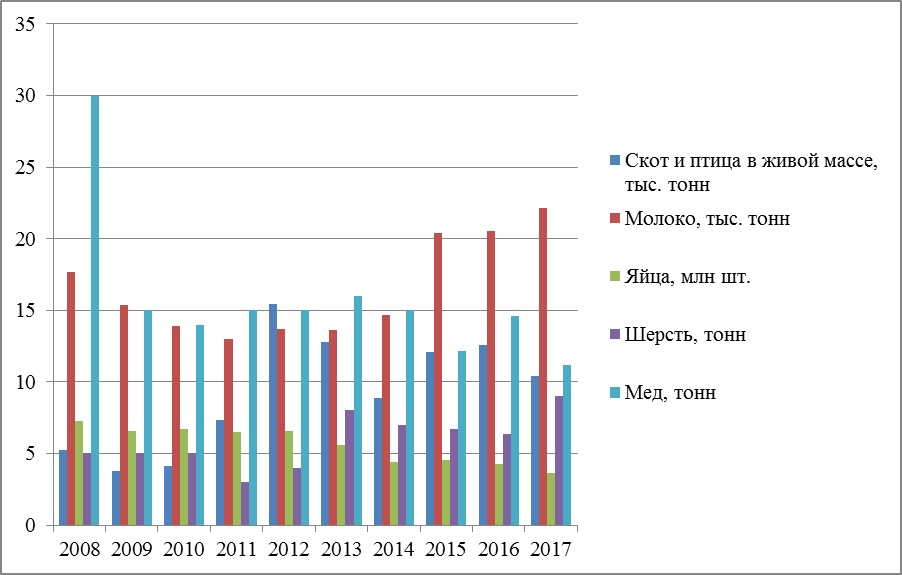 35
30
25
20
15
10
5
0
2008 2009 2010 2011 2012 2013 2014 2015 2016 2017
Скот и птица в живой массе,
тыс. тонн
Молоко, тыс. тонн
Яйца, млн шт.
Шерсть, тонн
Мед, тонн